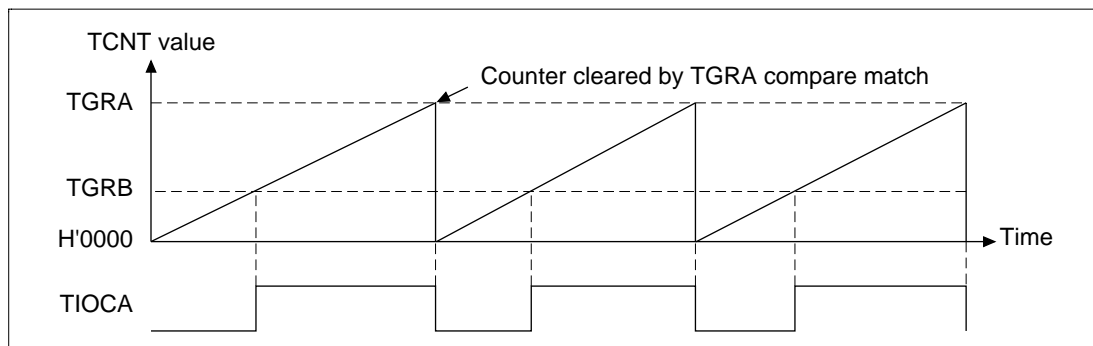 TCNT value
Counter cleared by TGRA compare match
TGRA
TGRB
H'0000
Time
TIOCA